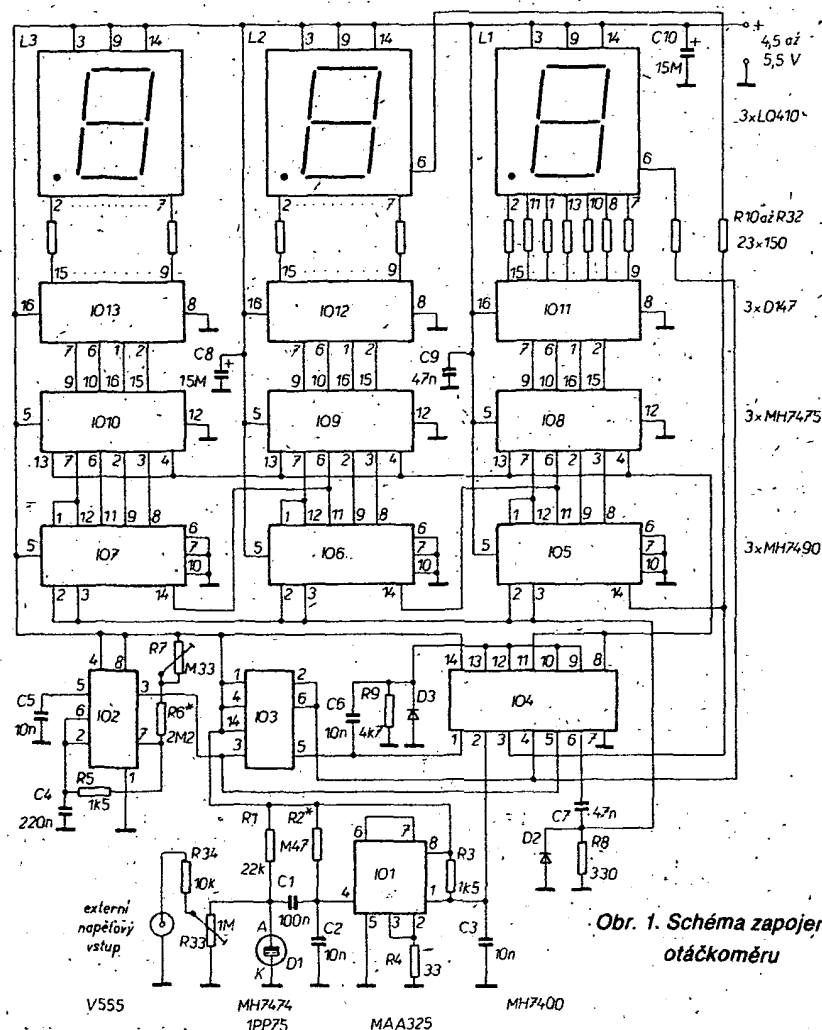 L3 3 9 14 L2 3 9 14 L1 3 9 14 C10 + +
15M 4,5 až
5,5 V
3xLQ410
6 6
2 7 2 7 2 11 1 13 10 8 7
R10 až R32
23×150
15 9 15 9 15 9
16 IO13 8 16 IO12 8 16 IO11 8 3xD147
7 6 1 2 C8 + 7 6 1 2 C9 7 6 1 2
9 10 16 15 15M 9 10 16 15 47n 9 10 16 15
5 IO10 12 5 IO9 12 5 IO8 12 3xMH7475
13 7 6 2 3 4 13 7 6 2 3 4 13 7 6 2 3 4
1 12 11 9 8 1 12 11 9 8 1 12 11 9 8
5 IO7 6 7 10 5 IO6 6 7 10 5 IO5 6 7 10 3xMH7490
2 3 14 2 3 14 2 3 14
R7
M33
4 8 1 2 14 13 12 11 10 9 8
C5 5 IO2 3 4 IO3 6 C6 R9 D3 IO4
10n 6 R6* 14 10n 4k7
2 7 2M2 3 5 1 2 3 4 5 6 7
R5 1
C4 1k5 C7 47n
220n R1 R2* 6 7 R3 D2 R8
R34 22k M47 IO1 8 1k5 330
10k C1 4 1
externí
napěťový
vstup
1M 100n 5 3 2 C3
R33 A D1 C2 R4 10n
K 10n 33
Obr. 1. Schéma zapojer
otáčkoměru
V555 MH7474 MH7400
1PP75 MAA325